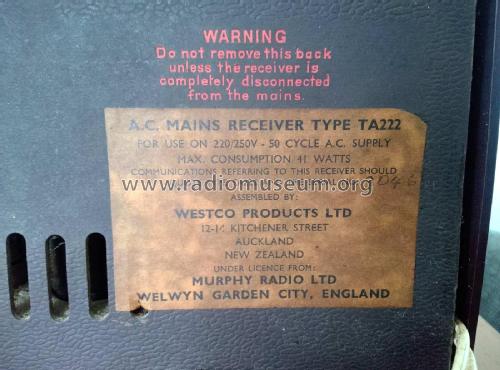 WARNING
Do not remove this back
unless the receiver is
completely disconnected
from the mains.
A.C. MAINS RECEIVER TYPE TA222
FOR USE ON 220/250V - 50 CYCLE A.C. SUPPLY
MAX. CONSUMPTION 41 WATTS
COMMUNICATIONS REFERRING TO THIS RECEIVER SHOULD
www.radiomuseum.org
ASSEMBLED BY:
WESTCO PRODUCTS LTD
12-14 KITCHENER STREET
AUCKLAND
NEW ZEALAND
UNDER LICENCE FROM:
MURPHY RADIO LTD
WELWYN GARDEN CITY, ENGLAND